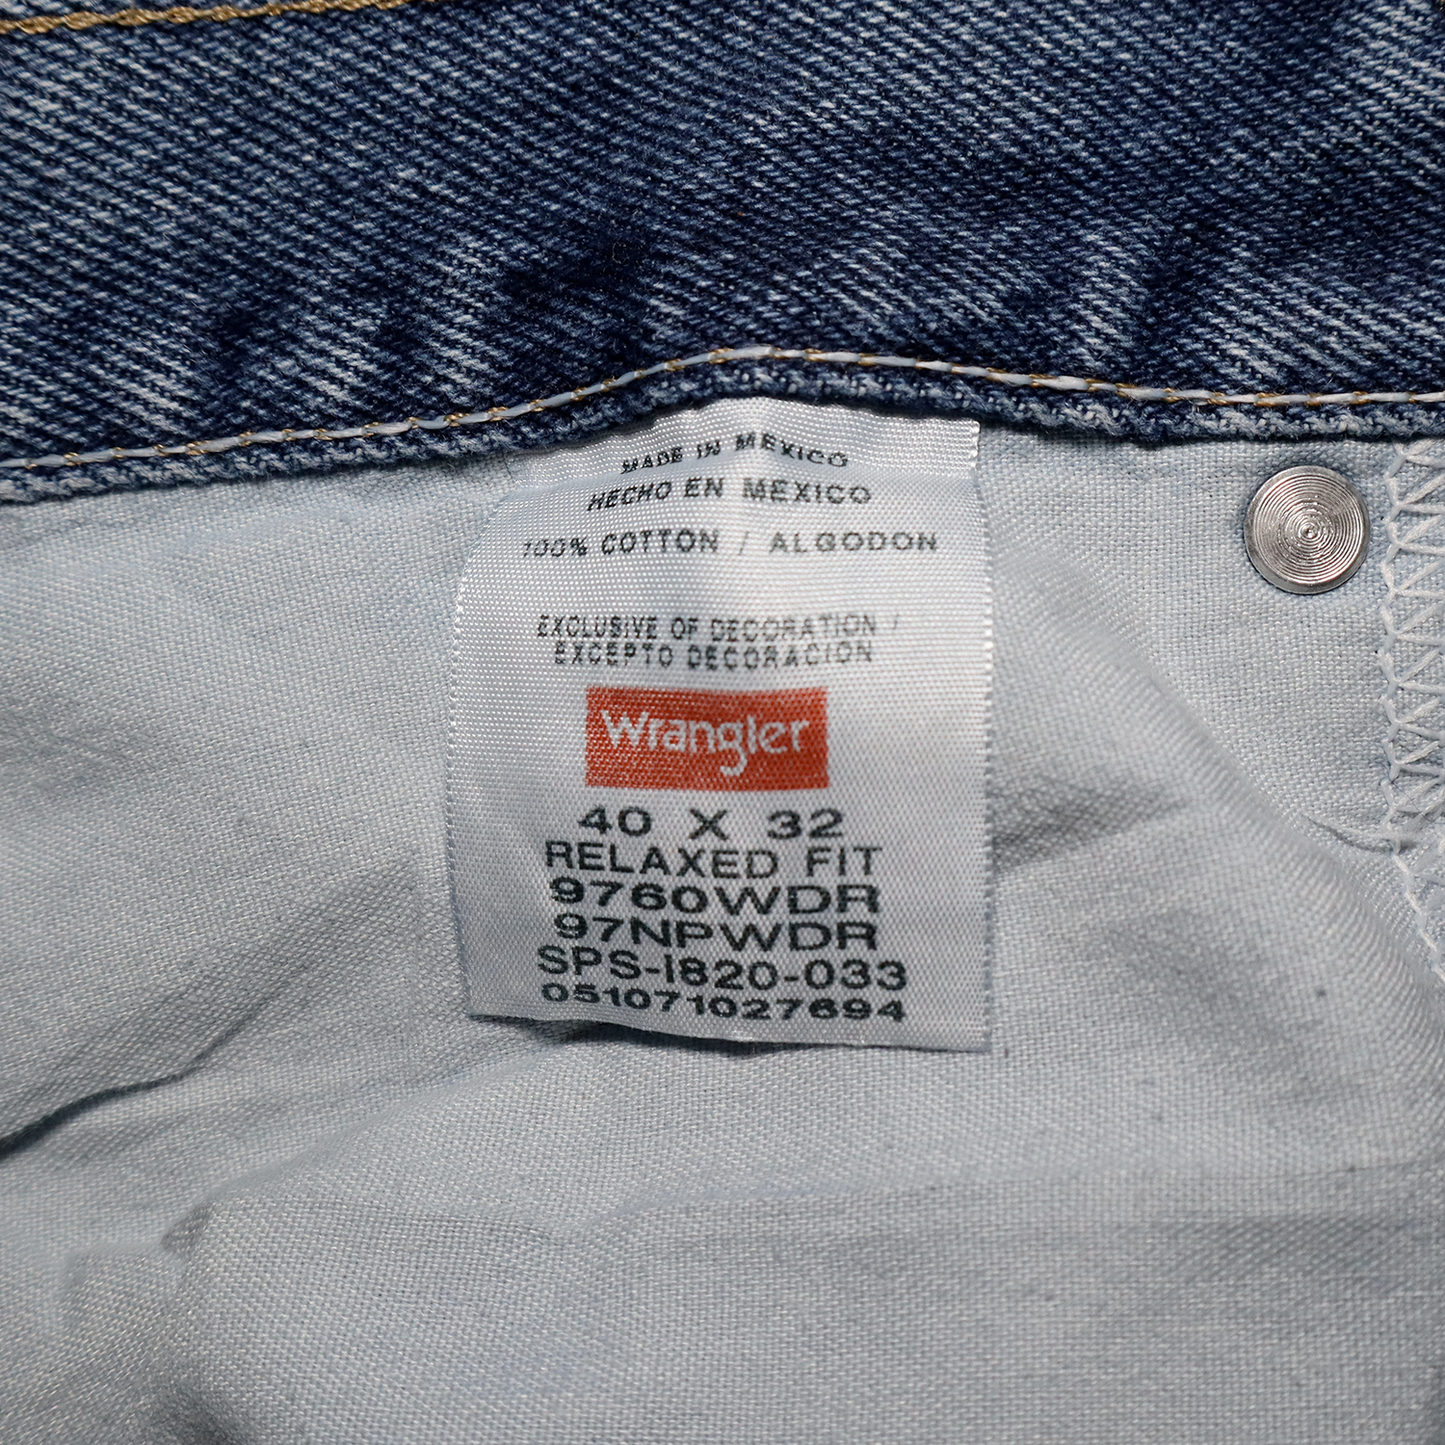 MADE IN MEXICO
HECHO EN MEXICO
100% COTTON / ALGODON
EXCLUSIVE OF DECORATION /
EXCEPTO DECORACION
Wrangler
40 X 32
RELAXED FIT
9760WDR
97NPWDR
SPS-I820-033
051071027694